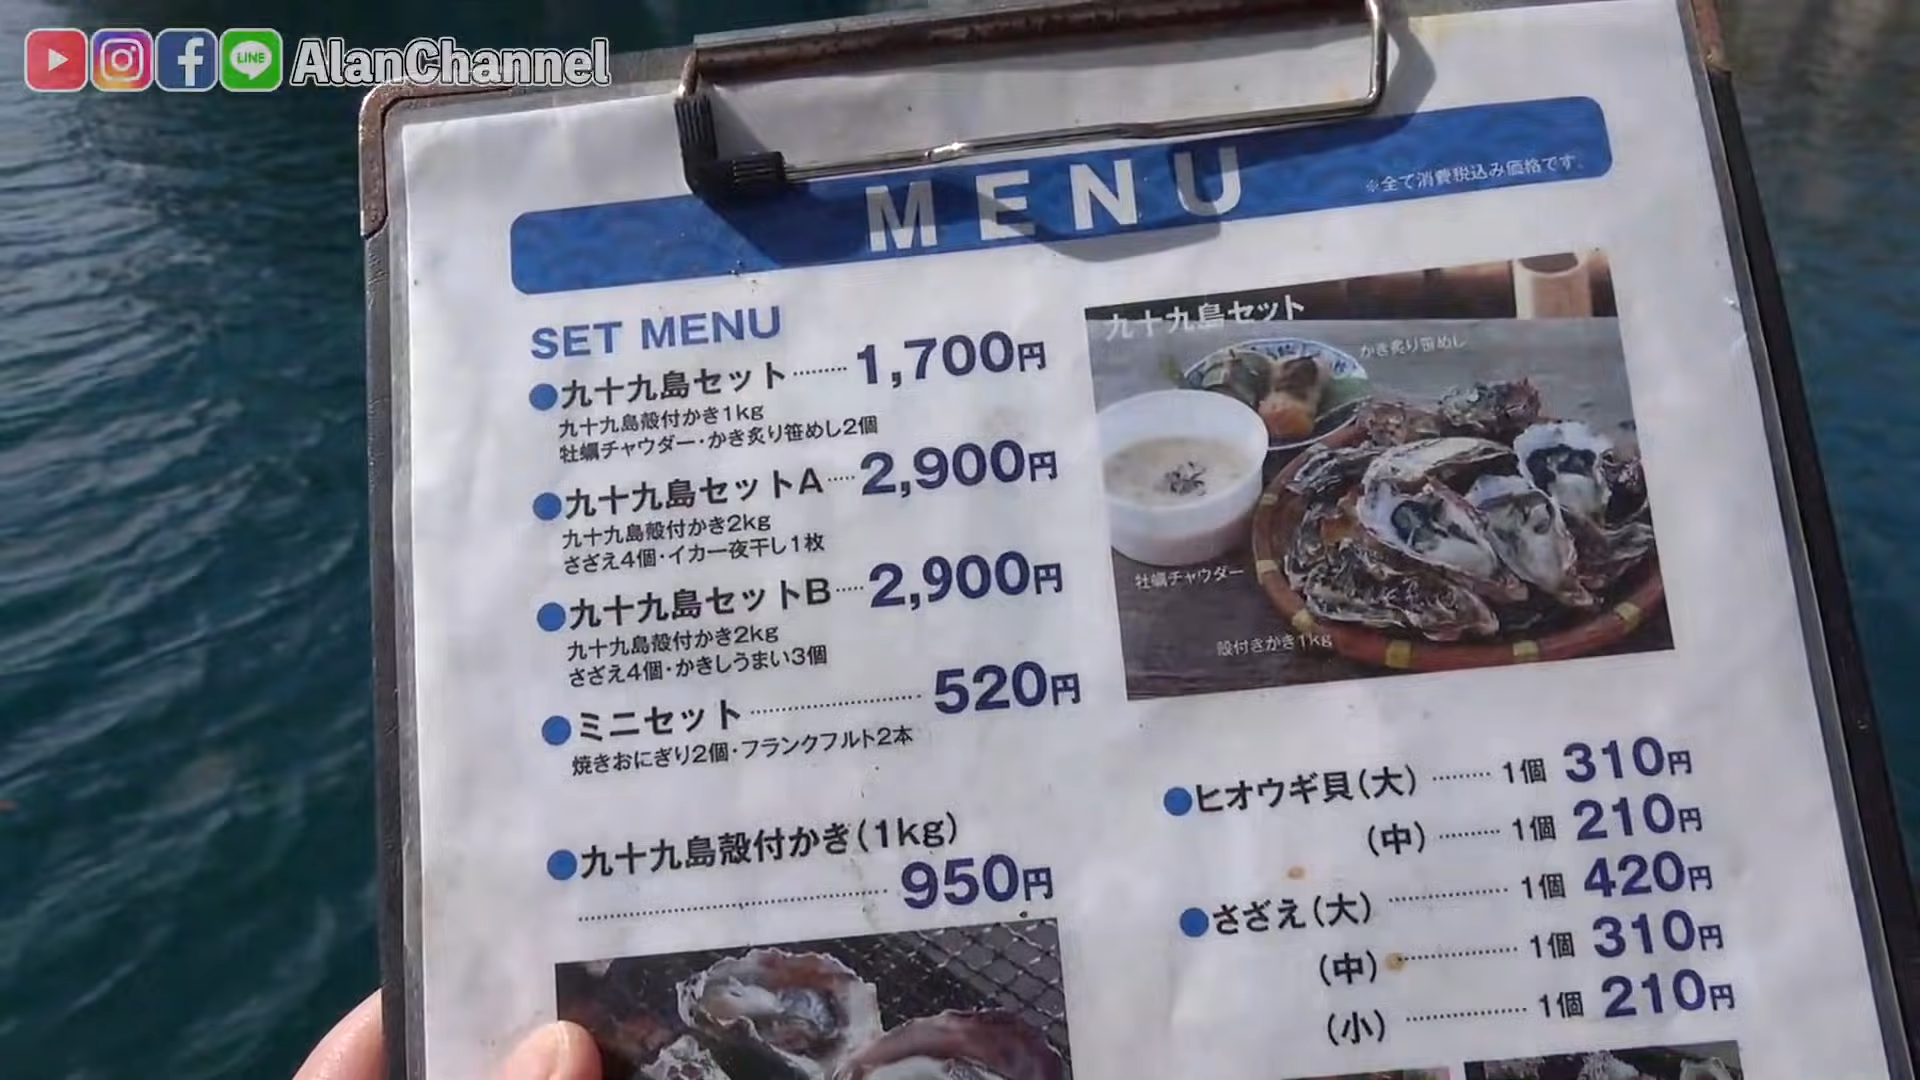 LINE AlanChannel
MENU
※全て消費税込み価格です。
SET MENU
●九十九島セット……… 1,700円
九十九島殻付かき1kg
牡蠣チャウダー・かき炙り笹めし2個
●九十九島セットA…… 2,900円
九十九島殻付かき2kg
さざえ4個・イカ一夜干し1枚
●九十九島セットB…… 2,900円
九十九島殻付かき2kg
さざえ4個・かきしうまい3個
●ミニセット……………… 520円
焼きおにぎり2個・フランクフルト2本
●九十九島殻付かき(1kg)
……………… 950円
九十九島セット
かき炙り笹めし
牡蠣チャウダー
殻付きかき1kg
●ヒオウギ貝(大)………1個 310円
(中)………1個 210円
●さざえ(大)………1個 420円
(中)………1個 310円
(小)………1個 210円